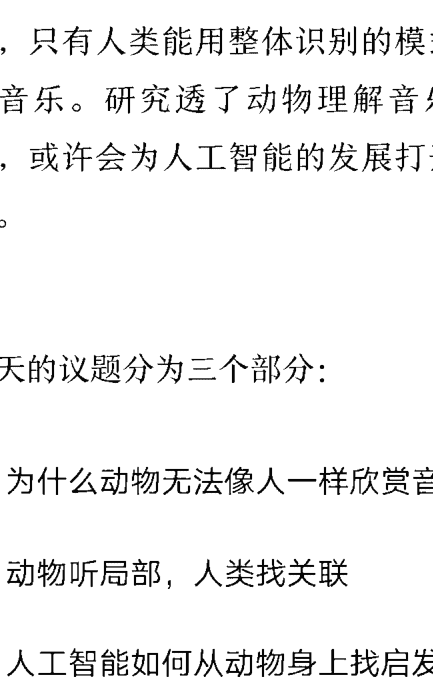 ，只有人类能用整体识别的模
音乐。研究透了动物理解音
，或许会为人工智能的发展打
。
天的议题分为三个部分：
为什么动物无法像人一样欣赏音
动物听局部，人类找关联
人工智能如何从动物身上找启发